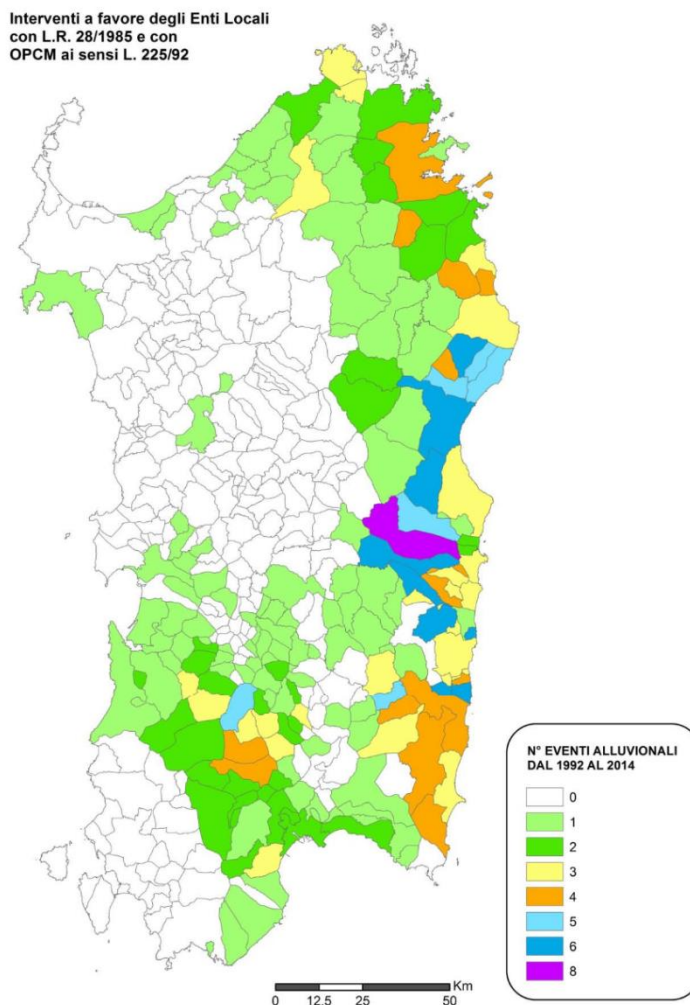 Interventi a favore degli Enti Locali
con L.R. 28/1985 e con
OPCM ai sensi L. 225/92
N° EVENTI ALLUVIONALI
DAL 1992 AL 2014
0
1
2
3
4
5
6
8
Km
0 12.5 25 50